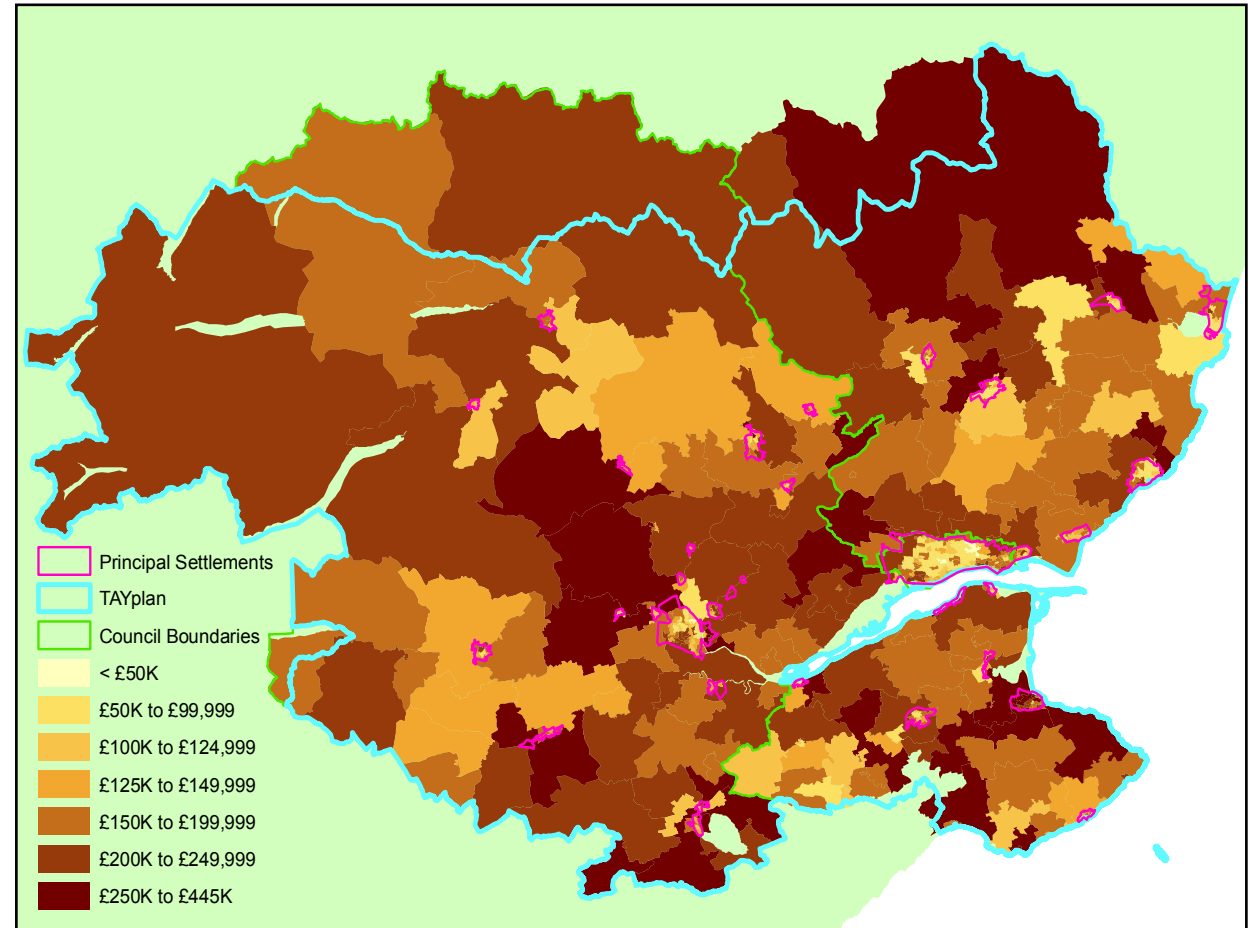 Principal Settlements
TAYplan
Council Boundaries
< £50K
£50K to £99,999
£100K to £124,999
£125K to £149,999
£150K to £199,999
£200K to £249,999
£250K to £445K